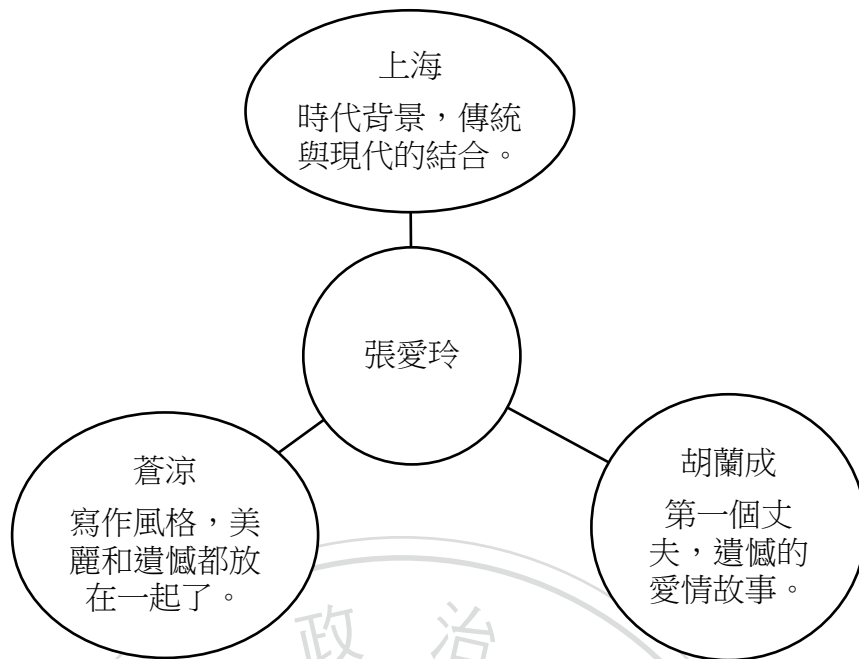 上海
時代背景，傳統
與現代的結合。
張愛玲
蒼涼
寫作風格，美
麗和遺憾都放
在一起了。
胡蘭成
第一個丈
夫，遺憾的
愛情故事。
政 治